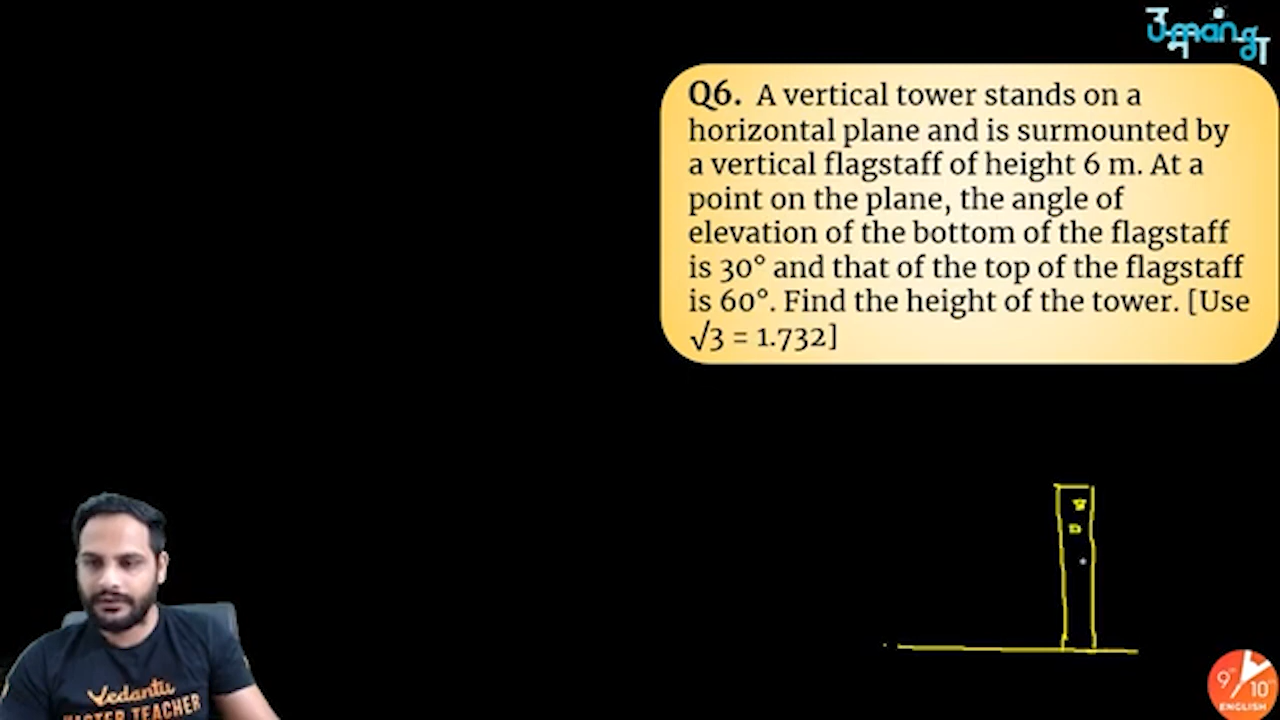 उmaंग
Q6. A vertical tower stands on a
horizontal plane and is surmounted by
a vertical flagstaff of height 6 m. At a
point on the plane, the angle of
elevation of the bottom of the flagstaff
is 30° and that of the top of the flagstaff
is 60°. Find the height of the tower. [Use
√3 = 1.732]
Vedantu
MASTER TEACHER
9th 10th
ENGLISH